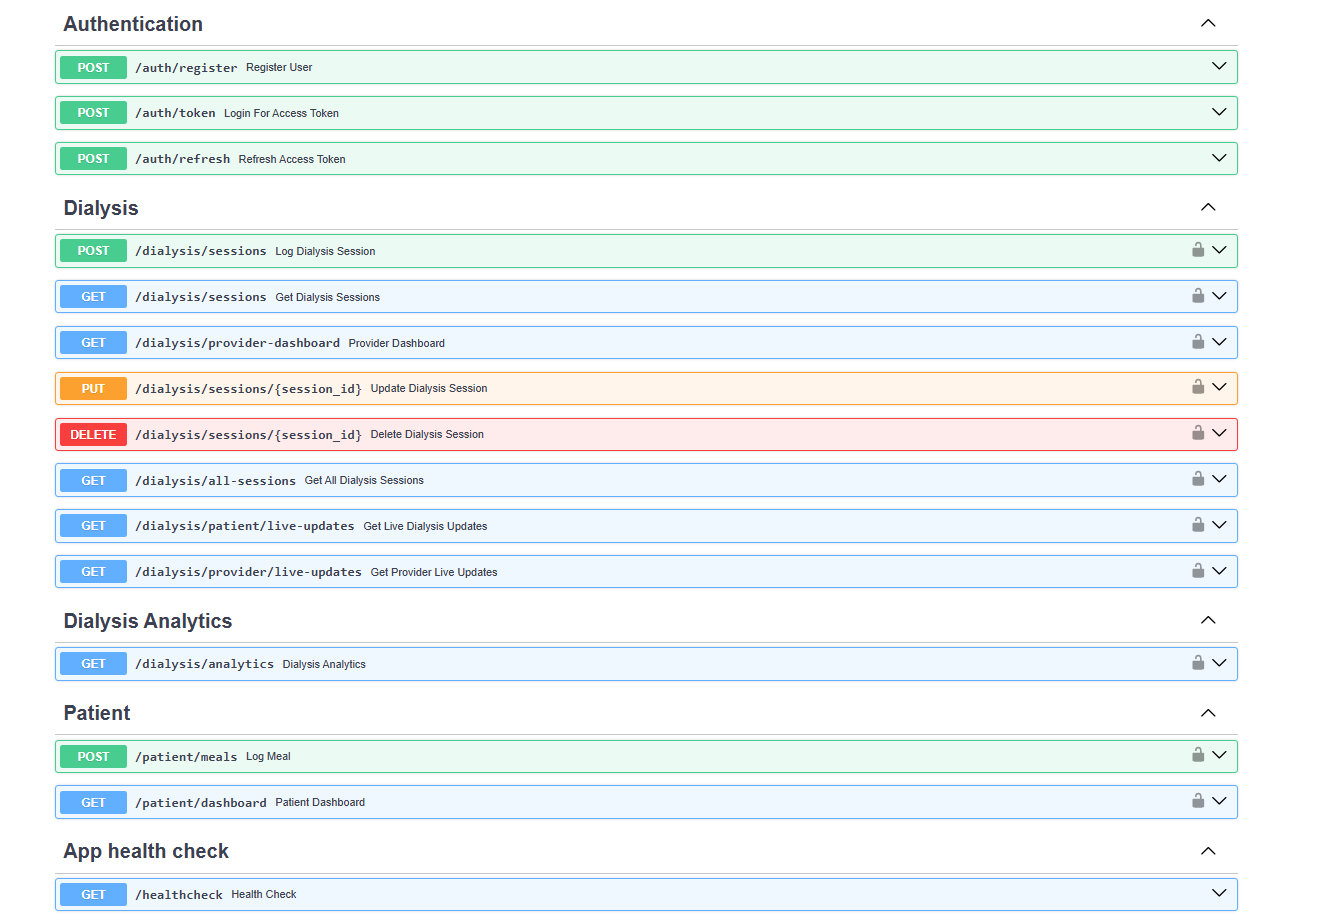 Authentication
POST /auth/register Register User
POST /auth/token Login For Access Token
POST /auth/refresh Refresh Access Token
Dialysis
POST /dialysis/sessions Log Dialysis Session
GET /dialysis/sessions Get Dialysis Sessions
GET /dialysis/provider-dashboard Provider Dashboard
PUT /dialysis/sessions/{session_id} Update Dialysis Session
DELETE /dialysis/sessions/{session_id} Delete Dialysis Session
GET /dialysis/all-sessions Get All Dialysis Sessions
GET /dialysis/patient/live-updates Get Live Dialysis Updates
GET /dialysis/provider/live-updates Get Provider Live Updates
Dialysis Analytics
GET /dialysis/analytics Dialysis Analytics
Patient
POST /patient/meals Log Meal
GET /patient/dashboard Patient Dashboard
App health check
GET /healthcheck Health Check